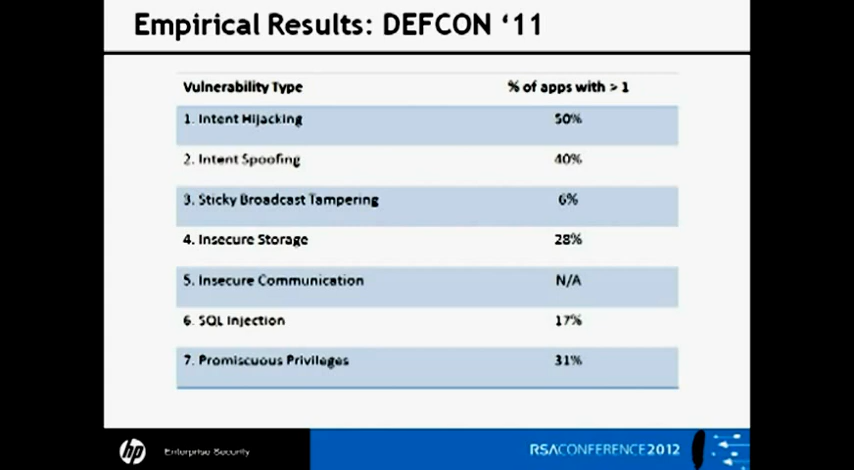 Empirical Results: DEFCON ‘11
Vulnerability Type % of apps with > 1
1. Intent Hijacking 50%
2. Intent Spoofing 40%
3. Sticky Broadcast Tampering 6%
4. Insecure Storage 28%
5. Insecure Communication N/A
6. SQL Injection 17%
7. Promiscuous Privileges 31%
hp Enterprise Security RSACONFERENCE2012